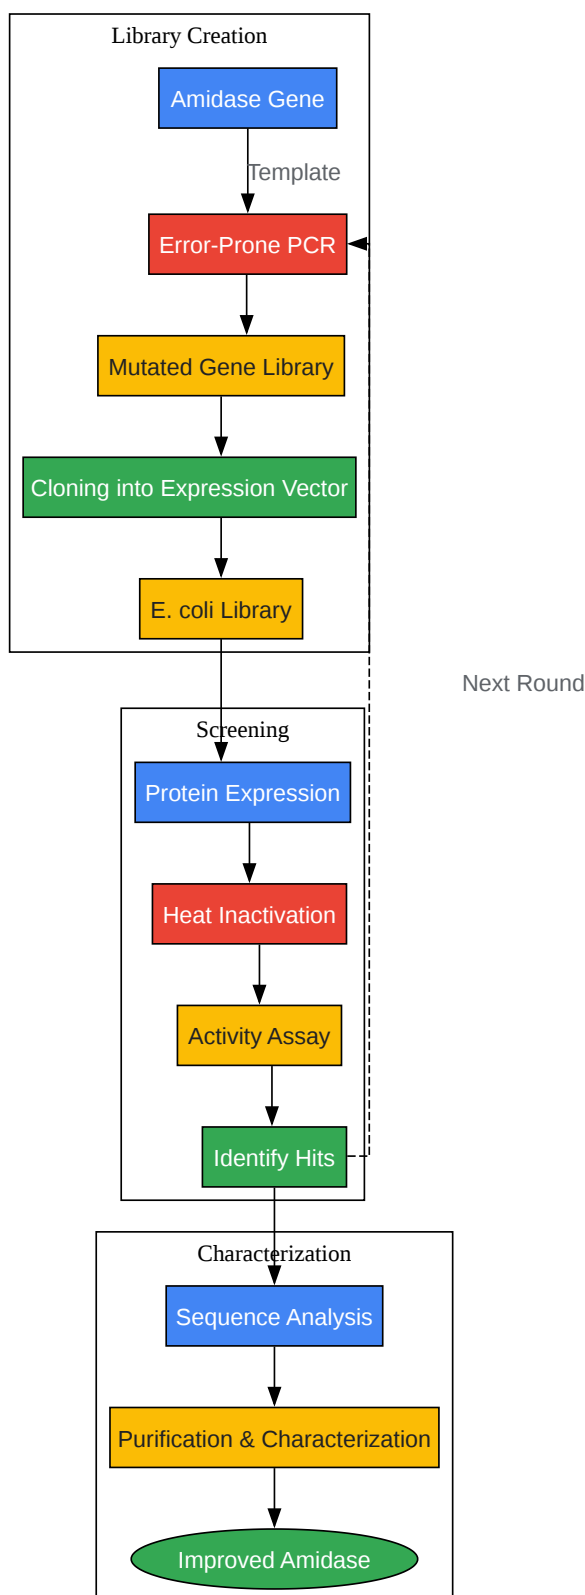 Library Creation
Amidase Gene
Template
Error-Prone PCR
Mutated Gene Library
Cloning into Expression Vector
E. coli Library
Next Round
Screening
Protein Expression
Heat Inactivation
Activity Assay
Identify Hits
Characterization
Sequence Analysis
Purification & Characterization
Improved Amidase